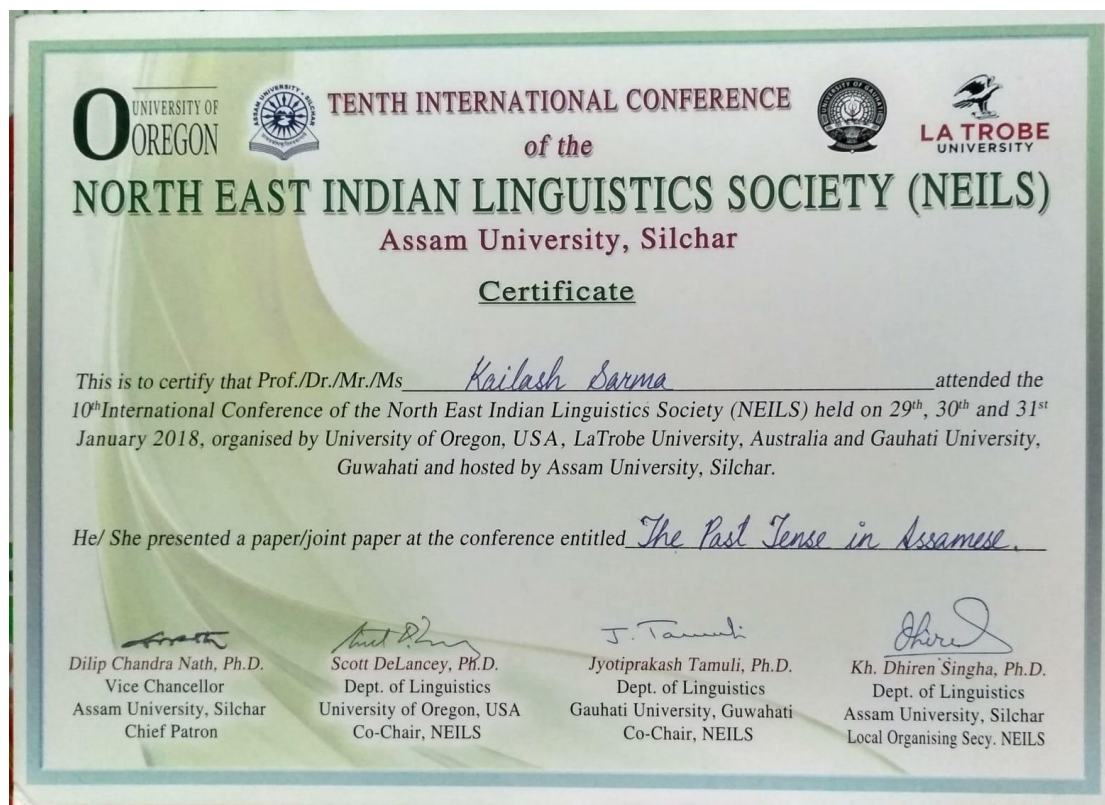 UNIVERSITY OF
OREGON
ASSAM UNIVERSITY • SILCHAR
TENTH INTERNATIONAL CONFERENCE
of the
LA TROBE
UNIVERSITY
NORTH EAST INDIAN LINGUISTICS SOCIETY (NEILS)
Assam University, Silchar
Certificate
This is to certify that Prof./Dr./Mr./Ms Kailash Sarma attended the
10th International Conference of the North East Indian Linguistics Society (NEILS) held on 29th, 30th and 31st
January 2018, organised by University of Oregon, USA, LaTrobe University, Australia and Gauhati University,
Guwahati and hosted by Assam University, Silchar.
He/ She presented a paper/joint paper at the conference entitled The Past Tense in Assamese.
J. Tamuli
Dilip Chandra Nath, Ph.D.
Vice Chancellor
Assam University, Silchar
Chief Patron
Scott DeLancey, Ph.D.
Dept. of Linguistics
University of Oregon, USA
Co-Chair, NEILS
Jyotiprakash Tamuli, Ph.D.
Dept. of Linguistics
Gauhati University, Guwahati
Co-Chair, NEILS
Kh. Dhiren Singha, Ph.D.
Dept. of Linguistics
Assam University, Silchar
Local Organising Secy. NEILS